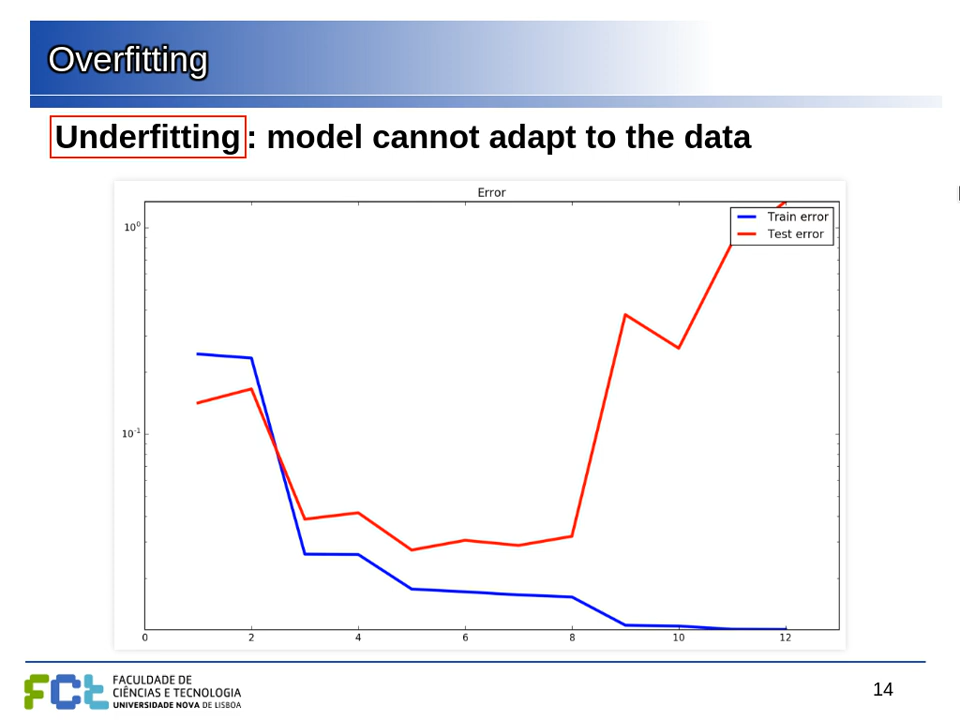 Overfitting
Underfitting : model cannot adapt to the data
Error
Train error
Test error
10⁰
10⁻¹
0 2 4 6 8 10 12
FCt
FACULDADE DE
CIÊNCIAS E TECNOLOGIA
UNIVERSIDADE NOVA DE LISBOA
14